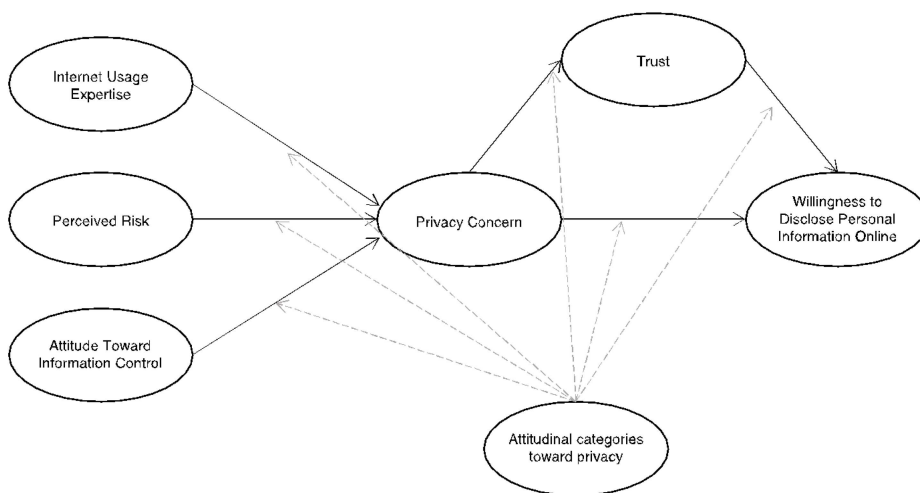 Trust
Internet Usage
Expertise
Perceived Risk
Privacy Concern
Willingness to
Disclose Personal
Information Online
Attitude Toward
Information Control
Attitudinal categories
toward privacy